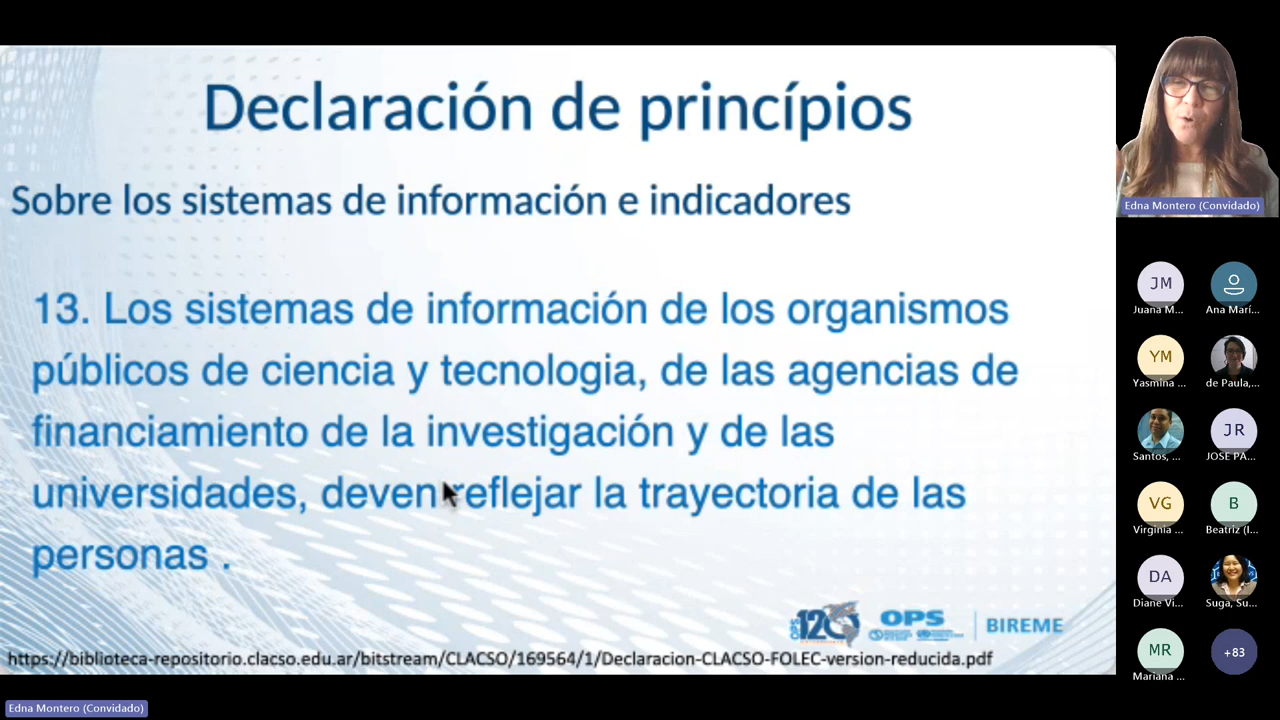 Declaración de princípios
Sobre los sistemas de información e indicadores
13. Los sistemas de información de los organismos
públicos de ciencia y tecnologia, de las agencias de
financiamiento de la investigación y de las
universidades, deven reflejar la trayectoria de las
personas .
OPS 120
OPS
BIREME
https://biblioteca-repositorio.clacso.edu.ar/bitstream/CLACSO/169564/1/Declaracion-CLACSO-FOLEC-version-reducida.pdf
Edna Montero (Convidado)
JM
Juana M...
Ana Marí...
YM
Yasmina ...
de Paula,...
Santos, ...
JR
JOSE PA...
VG
Virginia ...
B
Beatriz (I...
DA
Diane Vi...
Suga, Su...
MR
Mariana ...
+83
Edna Montero (Convidado)